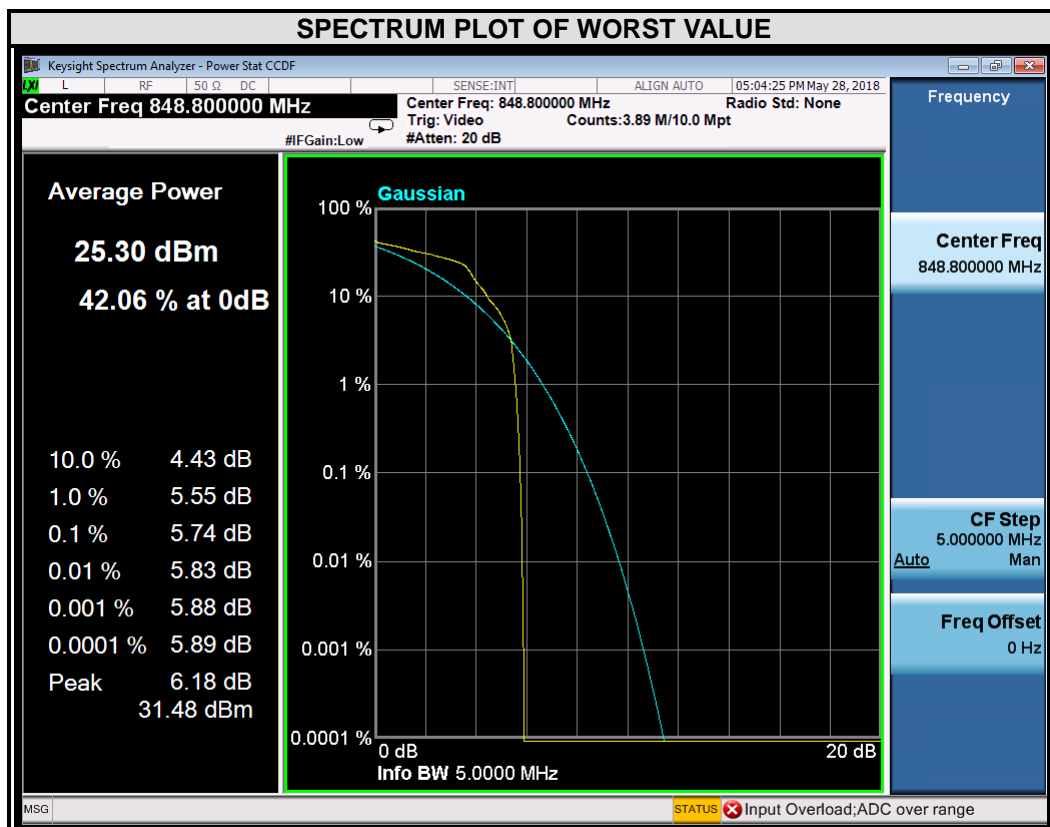 SPECTRUM PLOT OF WORST VALUE
Keysight Spectrum Analyzer - Power Stat CCDF
LXI L RF 50 Ω DC SENSE:INT ALIGN AUTO 05:04:25 PM May 28, 2018
Center Freq 848.800000 MHz
Center Freq: 848.800000 MHz Radio Std: None
Trig: Video Counts:3.89 M/10.0 Mpt
#IFGain:Low #Atten: 20 dB
Frequency
Average Power
25.30 dBm
42.06 % at 0dB
10.0 % 4.43 dB
1.0 % 5.55 dB
0.1 % 5.74 dB
0.01 % 5.83 dB
0.001 % 5.88 dB
0.0001 % 5.89 dB
Peak 6.18 dB
31.48 dBm
Gaussian
100 %
10 %
1 %
0.1 %
0.01 %
0.001 %
0.0001 %
0 dB 20 dB
Info BW 5.0000 MHz
Center Freq
848.800000 MHz
CF Step
5.000000 MHz
Auto Man
Freq Offset
0 Hz
MSG STATUS Input Overload;ADC over range